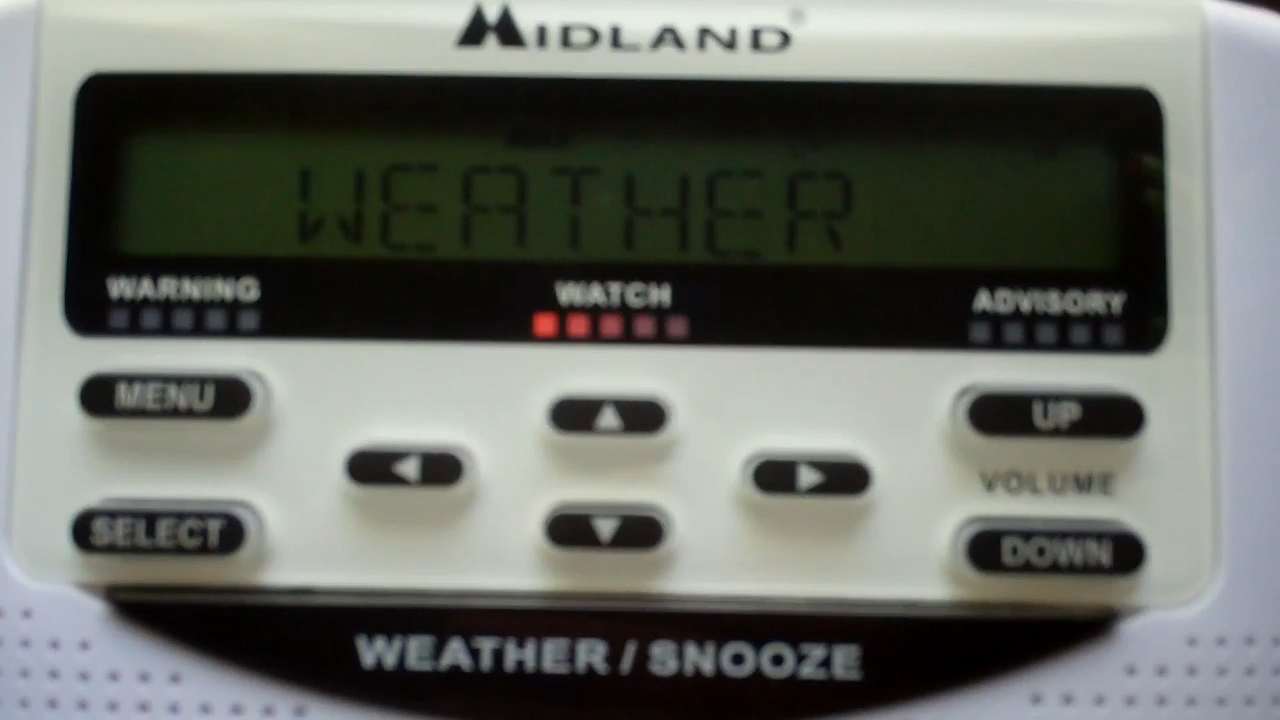 MIDLAND
WEATHER
WARNING WATCH ADVISORY
MENU UP
VOLUME
SELECT DOWN
WEATHER / SNOOZE